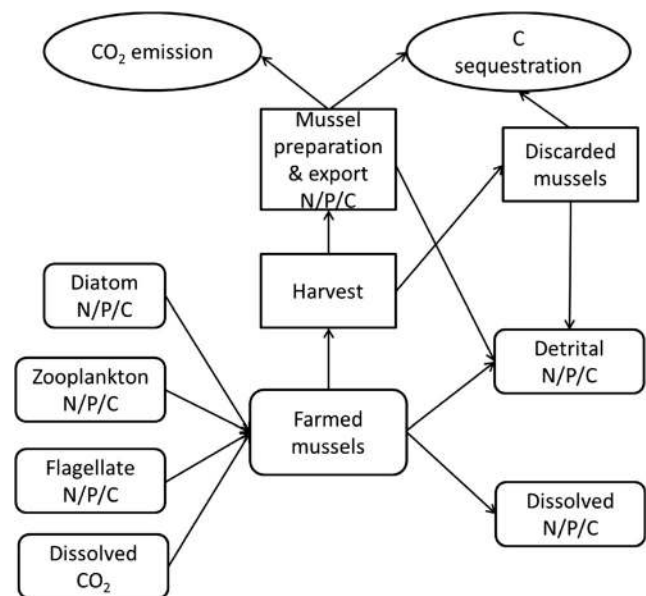 CO₂ emission
C
sequestration
Mussel
preparation
& export
N/P/C
Discarded
mussels
Harvest
Diatom
N/P/C
Zooplankton
N/P/C
Flagellate
N/P/C
Dissolved
CO₂
Farmed
mussels
Detrital
N/P/C
Dissolved
N/P/C